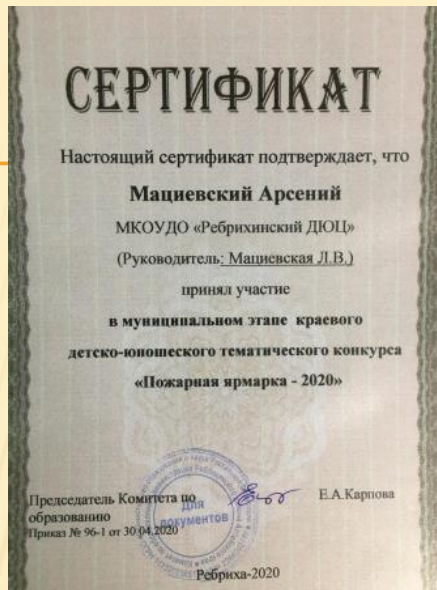 СЕРТИФИКАТ
Настоящий сертификат подтверждает, что
Мациевский Арсений
МКОУДО «Ребрихинский ДЮЦ»
(Руководитель: Мациевская Л.В.)
принял участие
в муниципальном этапе краевого
детско-юношеского тематического конкурса
«Пожарная ярмарка - 2020»
Председатель Комитета по
образованию
Е.А.Карпова
Приказ № 96-1 от 30.04.2020
Для
документов
Ребриха-2020